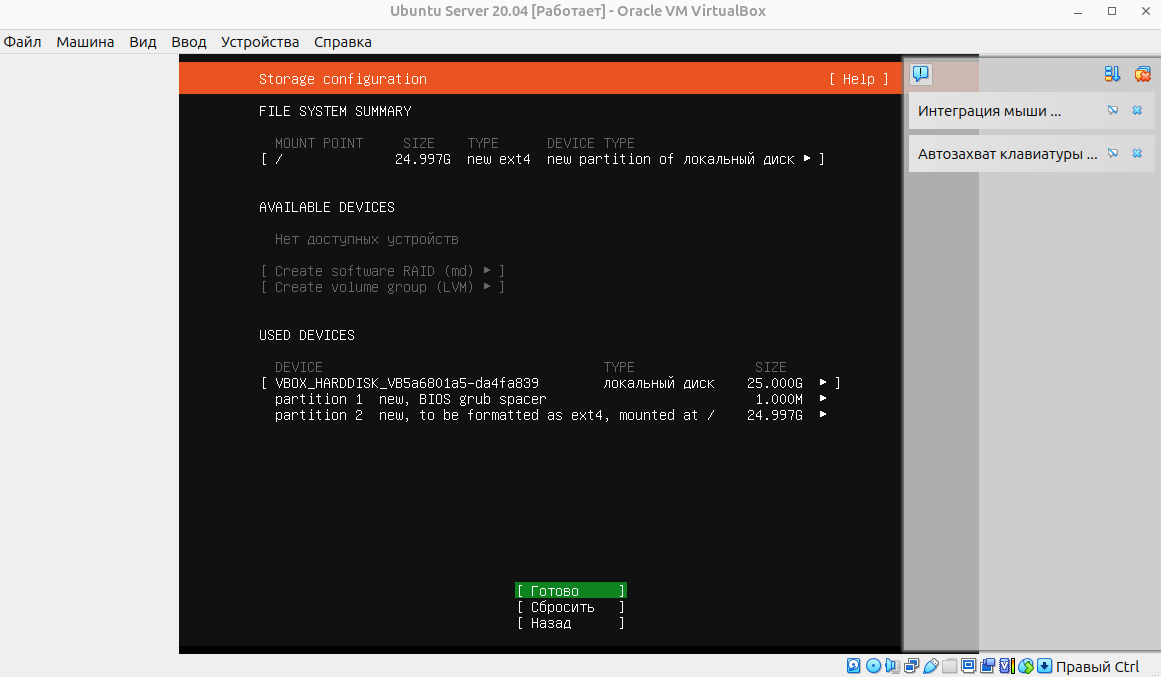 Ubuntu Server 20.04 [Работает] - Oracle VM VirtualBox
Файл Машина Вид Ввод Устройства Справка
Storage configuration [ Help ]
FILE SYSTEM SUMMARY
MOUNT POINT SIZE TYPE DEVICE TYPE
[ / 24.997G new ext4 new partition of локальный диск ▸ ]
AVAILABLE DEVICES
Нет доступных устройств
[ Create software RAID (md) ▸ ]
[ Create volume group (LVM) ▸ ]
USED DEVICES
DEVICE TYPE SIZE
[ VBOX_HARDDISK_VB5a6801a5-da4fa839 локальный диск 25.000G ▸ ]
partition 1 new, BIOS grub spacer 1.000M ▸
partition 2 new, to be formatted as ext4, mounted at / 24.997G ▸
[ Готово ]
[ Сбросить ]
[ Назад ]
Интеграция мыши ...
Автозахват клавиатуры ...
Правый Ctrl